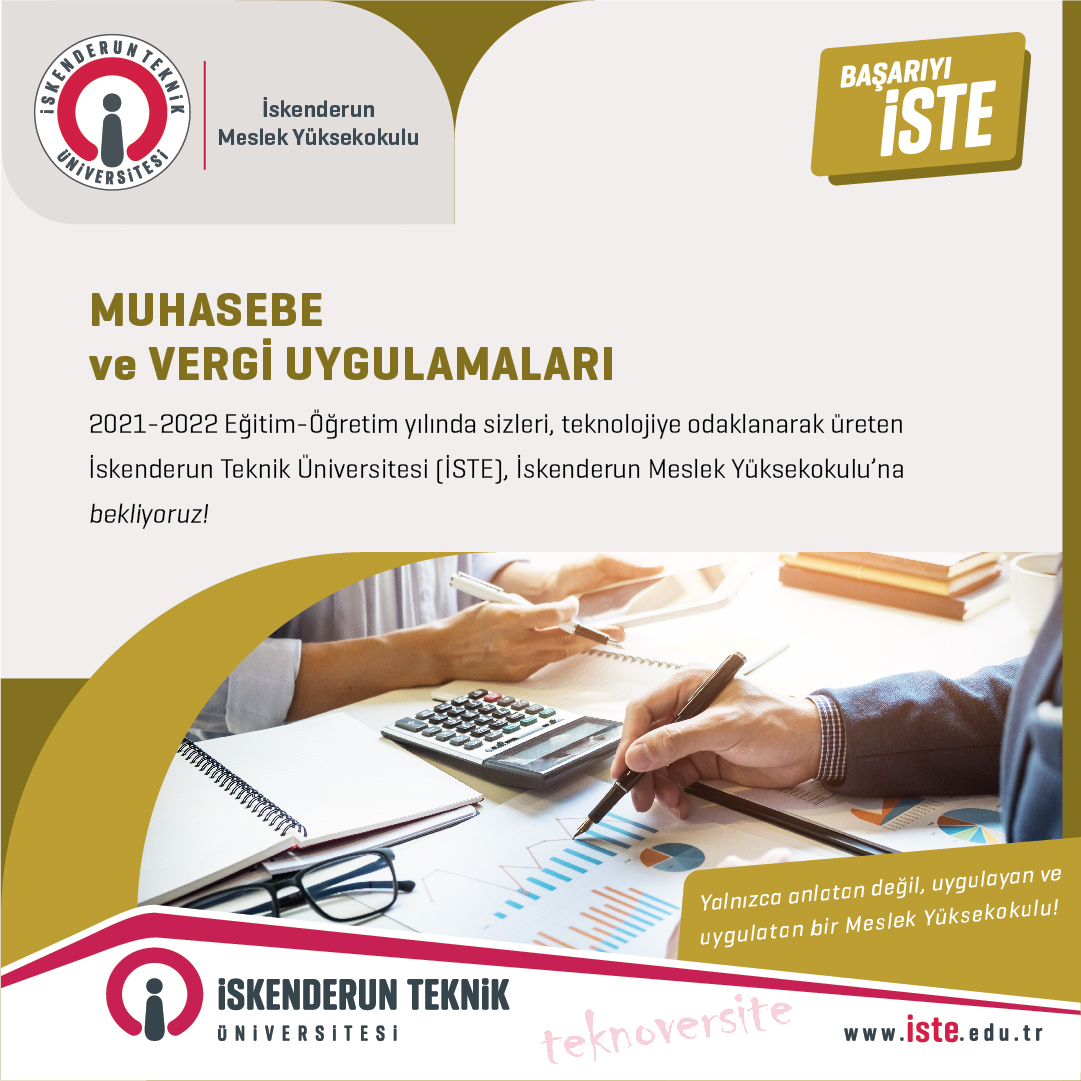 İSKENDERUN TEKNİK
ÜNİVERSİTESİ
İskenderun
Meslek Yüksekokulu
BAŞARIYI
İSTE
MUHASEBE
ve VERGİ UYGULAMALARI
2021-2022 Eğitim-Öğretim yılında sizleri, teknolojiye odaklanarak üreten
İskenderun Teknik Üniversitesi (İSTE), İskenderun Meslek Yüksekokulu’na
bekliyoruz!
Yalnızca anlatan değil, uygulayan ve
uygulatan bir Meslek Yüksekokulu!
İSKENDERUN TEKNİK
ÜNİVERSİTESİ
teknoversite
www.iste.edu.tr